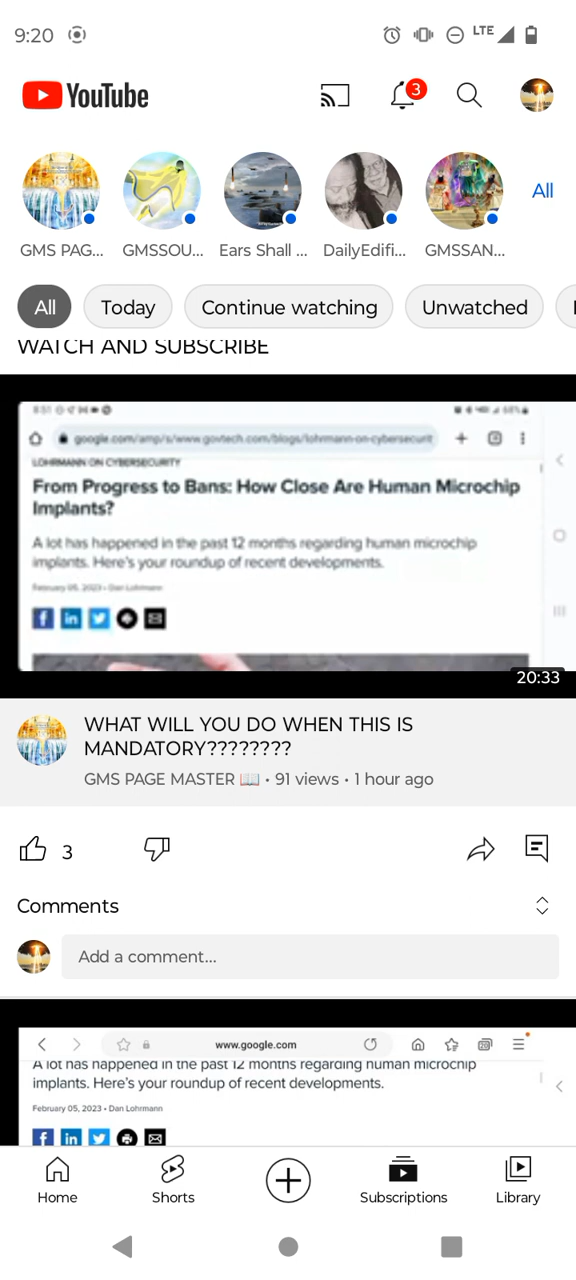 9:20
LTE
YouTube
3
GMS PAG...
GMSSOU...
Ears Shall ...
DailyEdifi...
GMSSAN...
All
All
Today
Continue watching
Unwatched
WATCH AND SUBSCRIBE
8:51
google.com/amp/s/www.govtech.com/blogs/lohrmann-on-cybersecurit
LOHRMANN ON CYBERSECURITY
From Progress to Bans: How Close Are Human Microchip
Implants?
A lot has happened in the past 12 months regarding human microchip
implants. Here's your roundup of recent developments.
February 05, 2023 • Dan Lohrmann
20:33
WHAT WILL YOU DO WHEN THIS IS
MANDATORY????????
GMS PAGE MASTER 📖 • 91 views • 1 hour ago
3
Comments
Add a comment...
www.google.com
A lot has happened in the past 12 months regarding human microchip
implants. Here's your roundup of recent developments.
February 05, 2023 • Dan Lohrmann
Home
Shorts
Subscriptions
Library